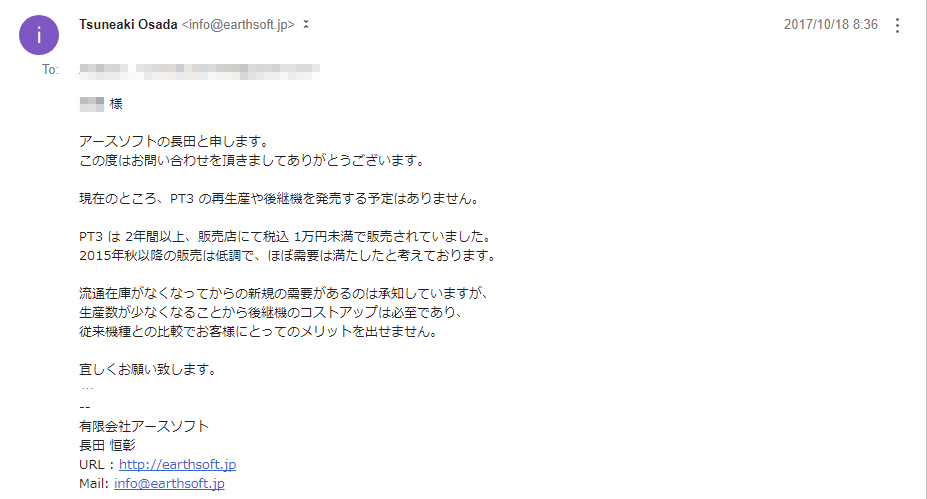 i
Tsuneaki Osada <info@earthsoft.jp>
2017/10/18 8:36
To:
様
アースソフトの長田と申します。
この度はお問い合わせを頂きましてありがとうございます。
現在のところ、PT3 の再生産や後継機を発売する予定はありません。
PT3 は 2年間以上、販売店にて税込 1万円未満で販売されていました。
2015年秋以降の販売は低調で、ほぼ需要は満たしたと考えております。
流通在庫がなくなってからの新規の需要があるのは承知していますが、
生産数が少なくなることから後継機のコストアップは必至であり、
従来機種との比較でお客様にとってのメリットを出せません。
宜しくお願い致します。
...
--
有限会社アースソフト
長田 恒彰
URL : http://earthsoft.jp
Mail: info@earthsoft.jp